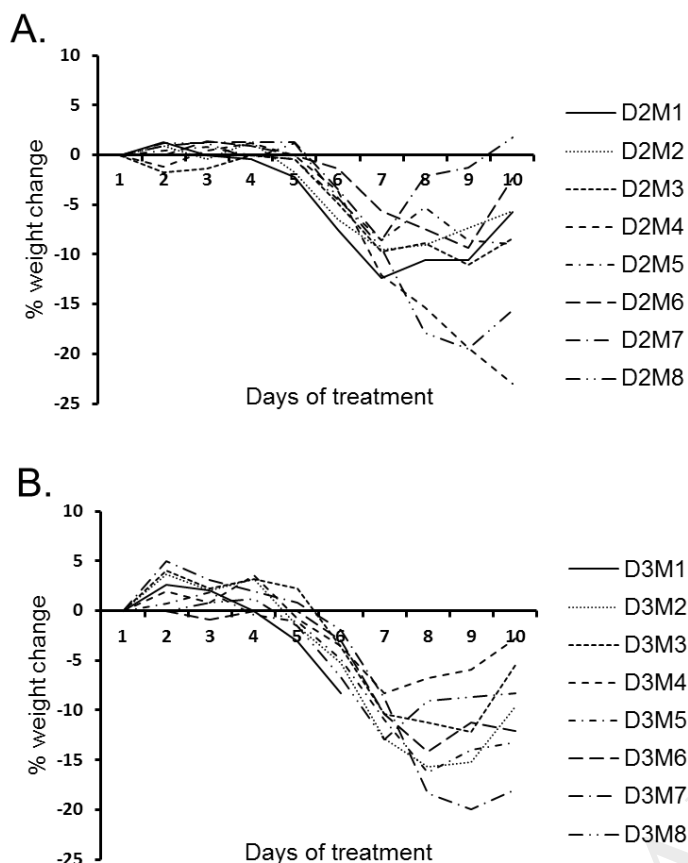 A.
10
5
0
-5
-10
-15
-20
-25
% weight change
1 2 3 4 5 6 7 8 9 10
Days of treatment
D2M1
D2M2
D2M3
D2M4
D2M5
D2M6
D2M7
D2M8
B.
10
5
0
-5
-10
-15
-20
-25
% weight change
1 2 3 4 5 6 7 8 9 10
Days of treatment
D3M1
D3M2
D3M3
D3M4
D3M5
D3M6
D3M7
D3M8